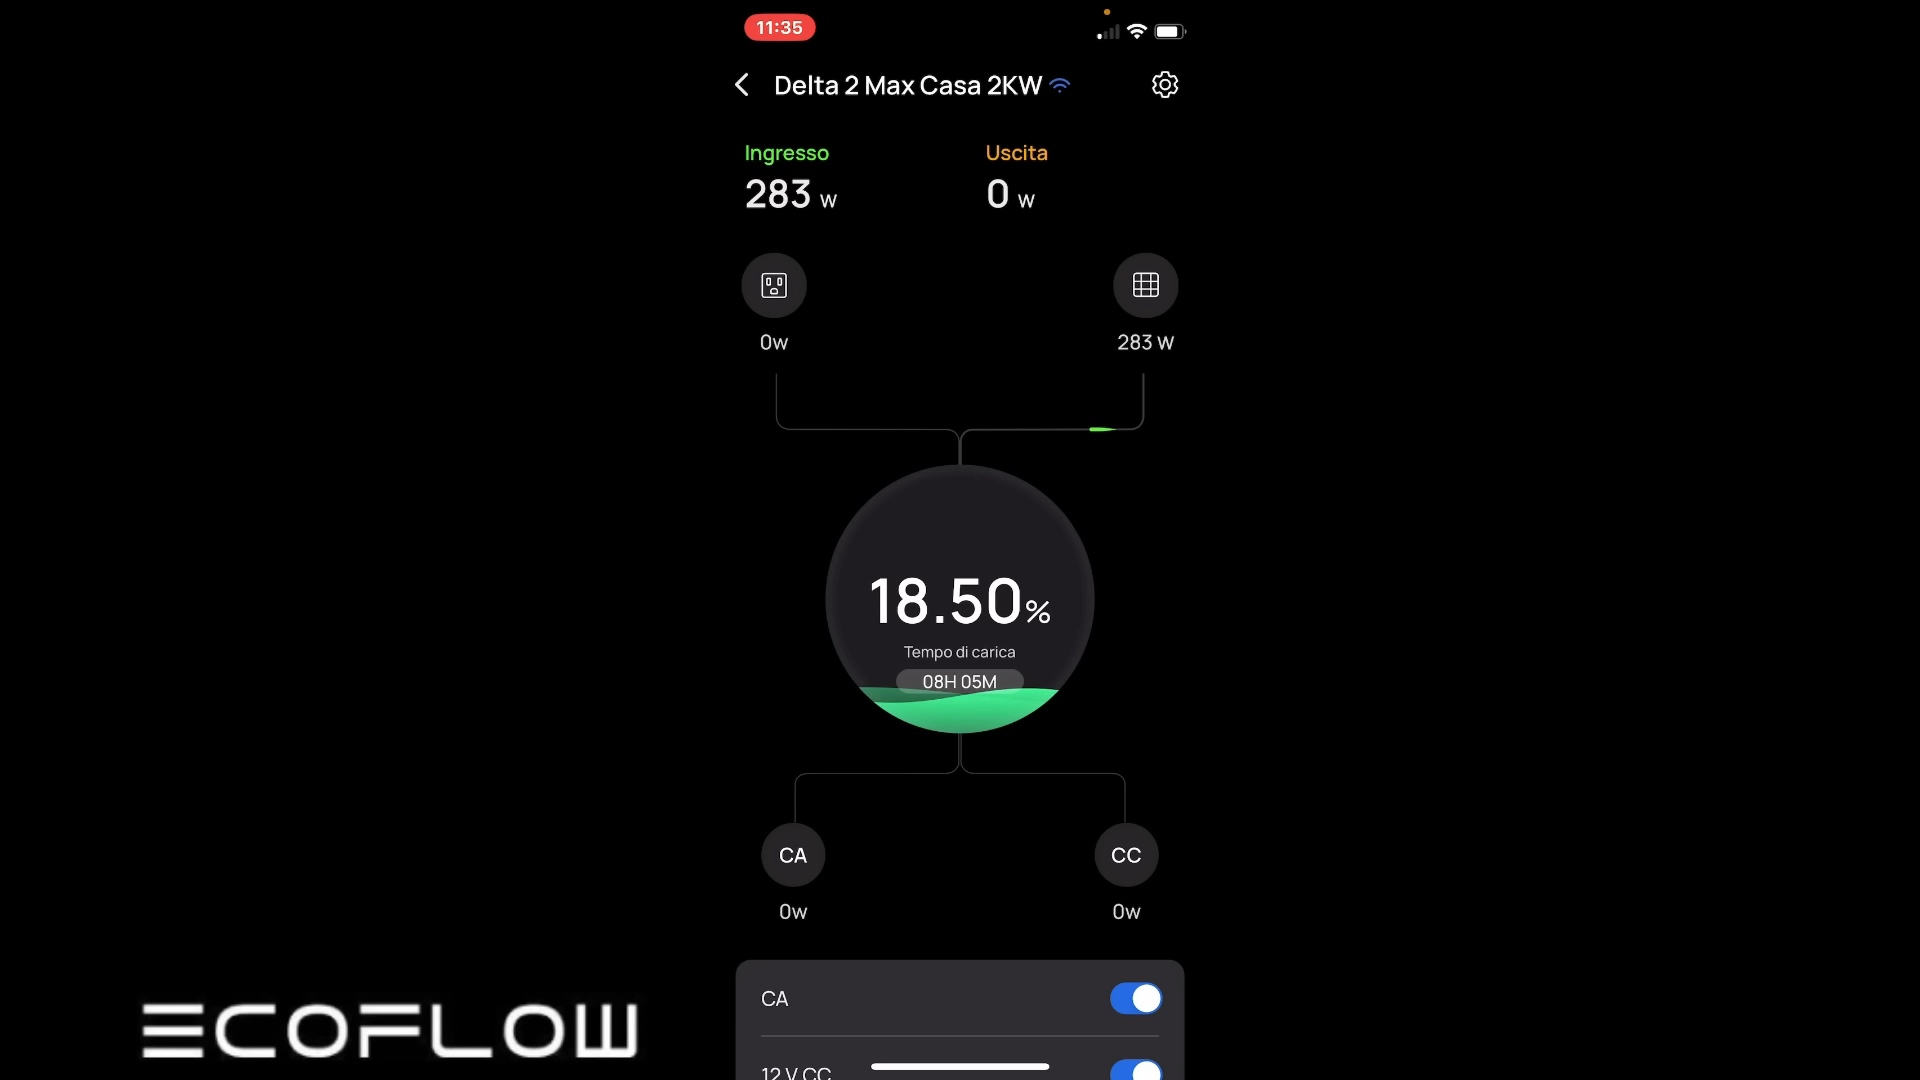 11:35
Delta 2 Max Casa 2KW
Ingresso
Uscita
283 W
0 W
0W
283 W
18.50%
Tempo di carica
08H 05M
CA
CC
0W
0W
CA
12 V CC
ECOFLOW